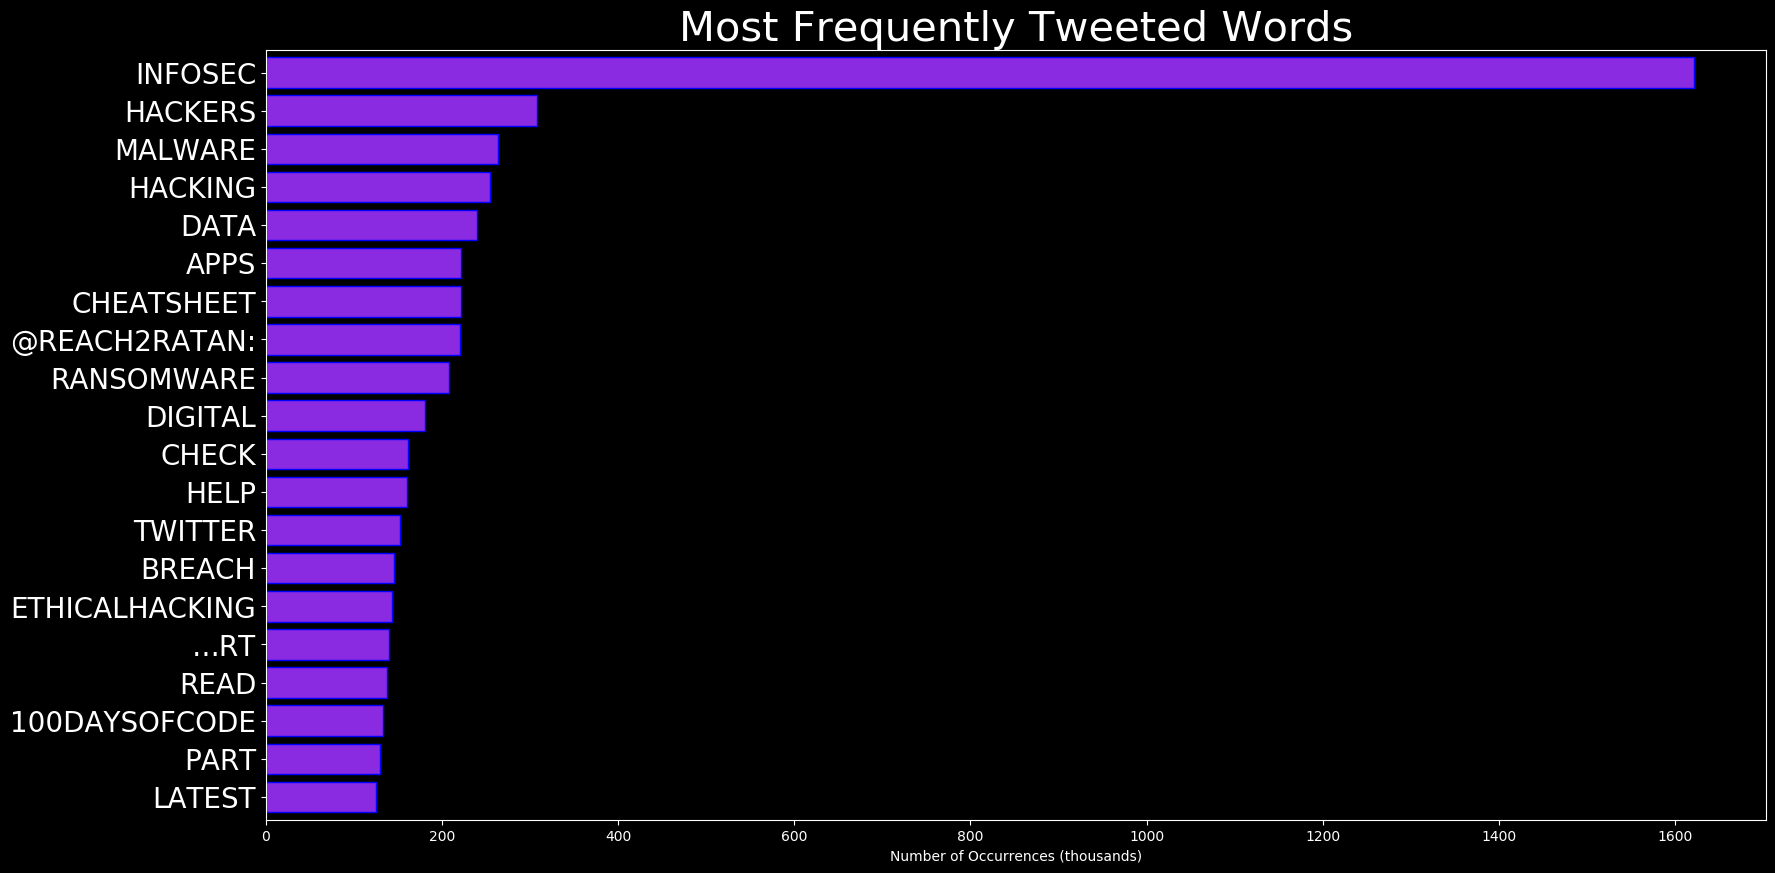 Most Frequently Tweeted Words
INFOSEC
HACKERS
MALWARE
HACKING
DATA
APPS
CHEATSHEET
@REACH2RATAN:
RANSOMWARE
DIGITAL
CHECK
HELP
TWITTER
BREACH
ETHICALHACKING
…RT
READ
100DAYSOFCODE
PART
LATEST
0 200 400 600 800 1000 1200 1400 1600
Number of Occurrences (thousands)